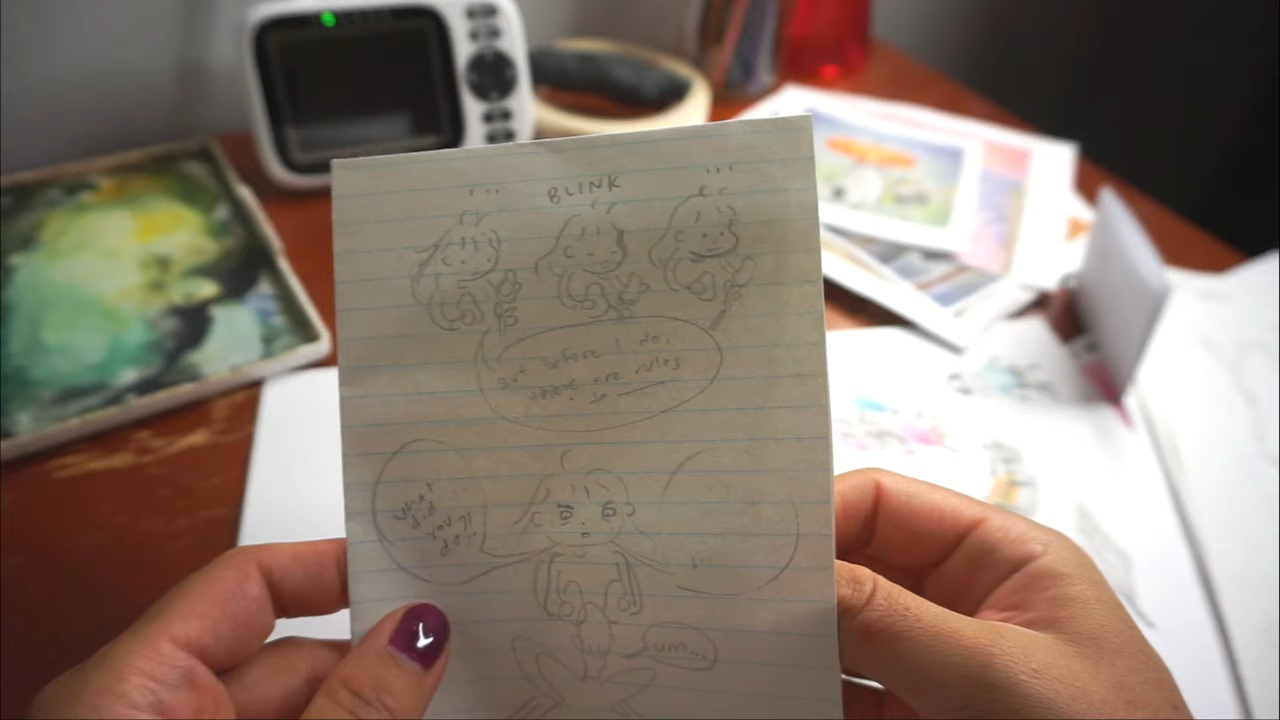 ... BLINK ...
But before I do,
there are rules
What
did
you
do?!
um...